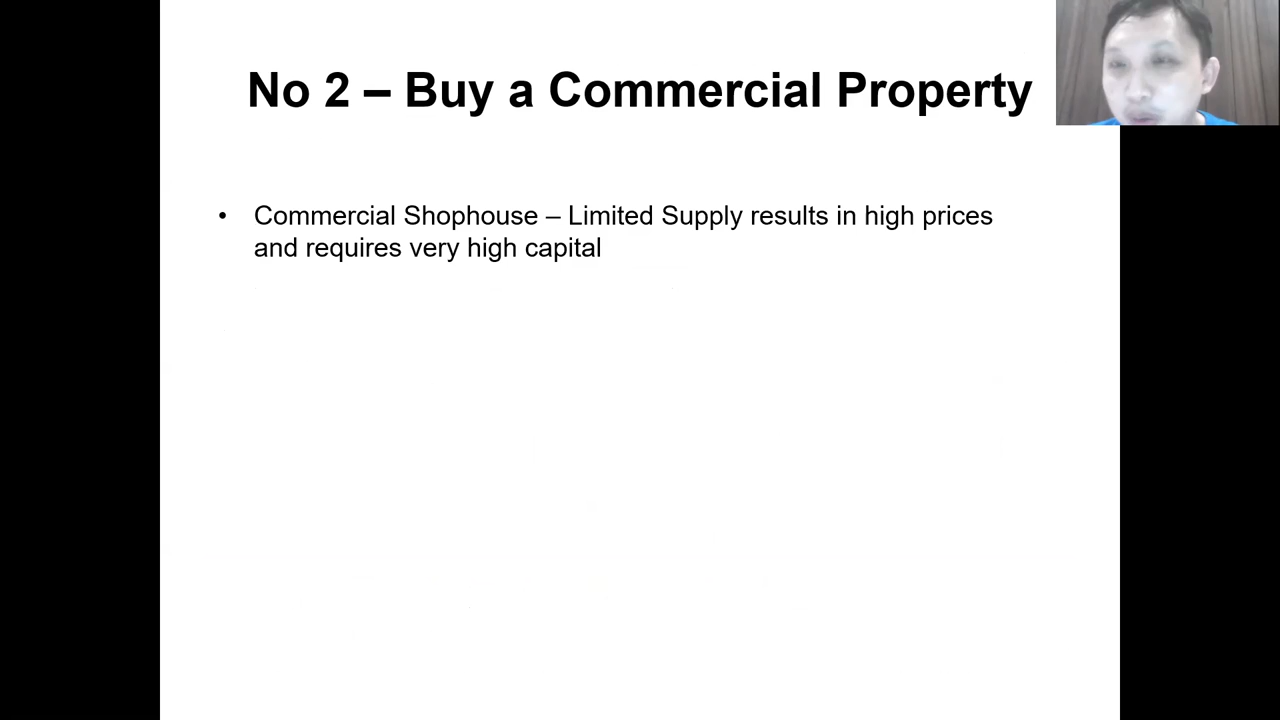 No 2 – Buy a Commercial Property
• Commercial Shophouse – Limited Supply results in high prices
and requires very high capital